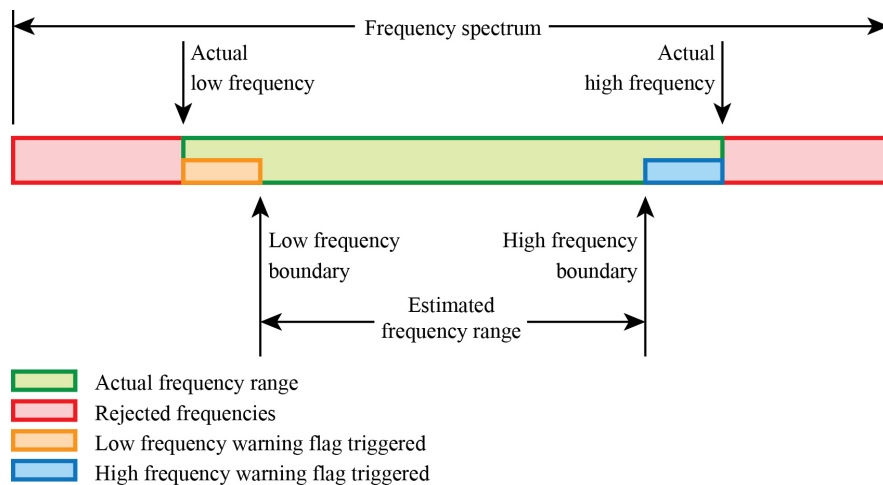 Frequency spectrum
Actual
low frequency
Actual
high frequency
Low frequency
boundary
High frequency
boundary
Estimated
frequency range
Actual frequency range
Rejected frequencies
Low frequency warning flag triggered
High frequency warning flag triggered